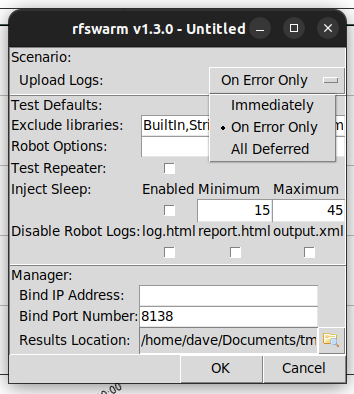 rfswarm v1.3.0 - Untitled
Scenario:
Upload Logs: On Error Only
Immediately
Test Defaults:
On Error Only
Exclude libraries: BuiltIn,Stri
Robot Options: All Deferred
Test Repeater:
Inject Sleep: Enabled Minimum Maximum
15 45
Disable Robot Logs: log.html report.html output.xml
Manager:
Bind IP Address:
Bind Port Number: 8138
Results Location: /home/dave/Documents/tm
OK Cancel